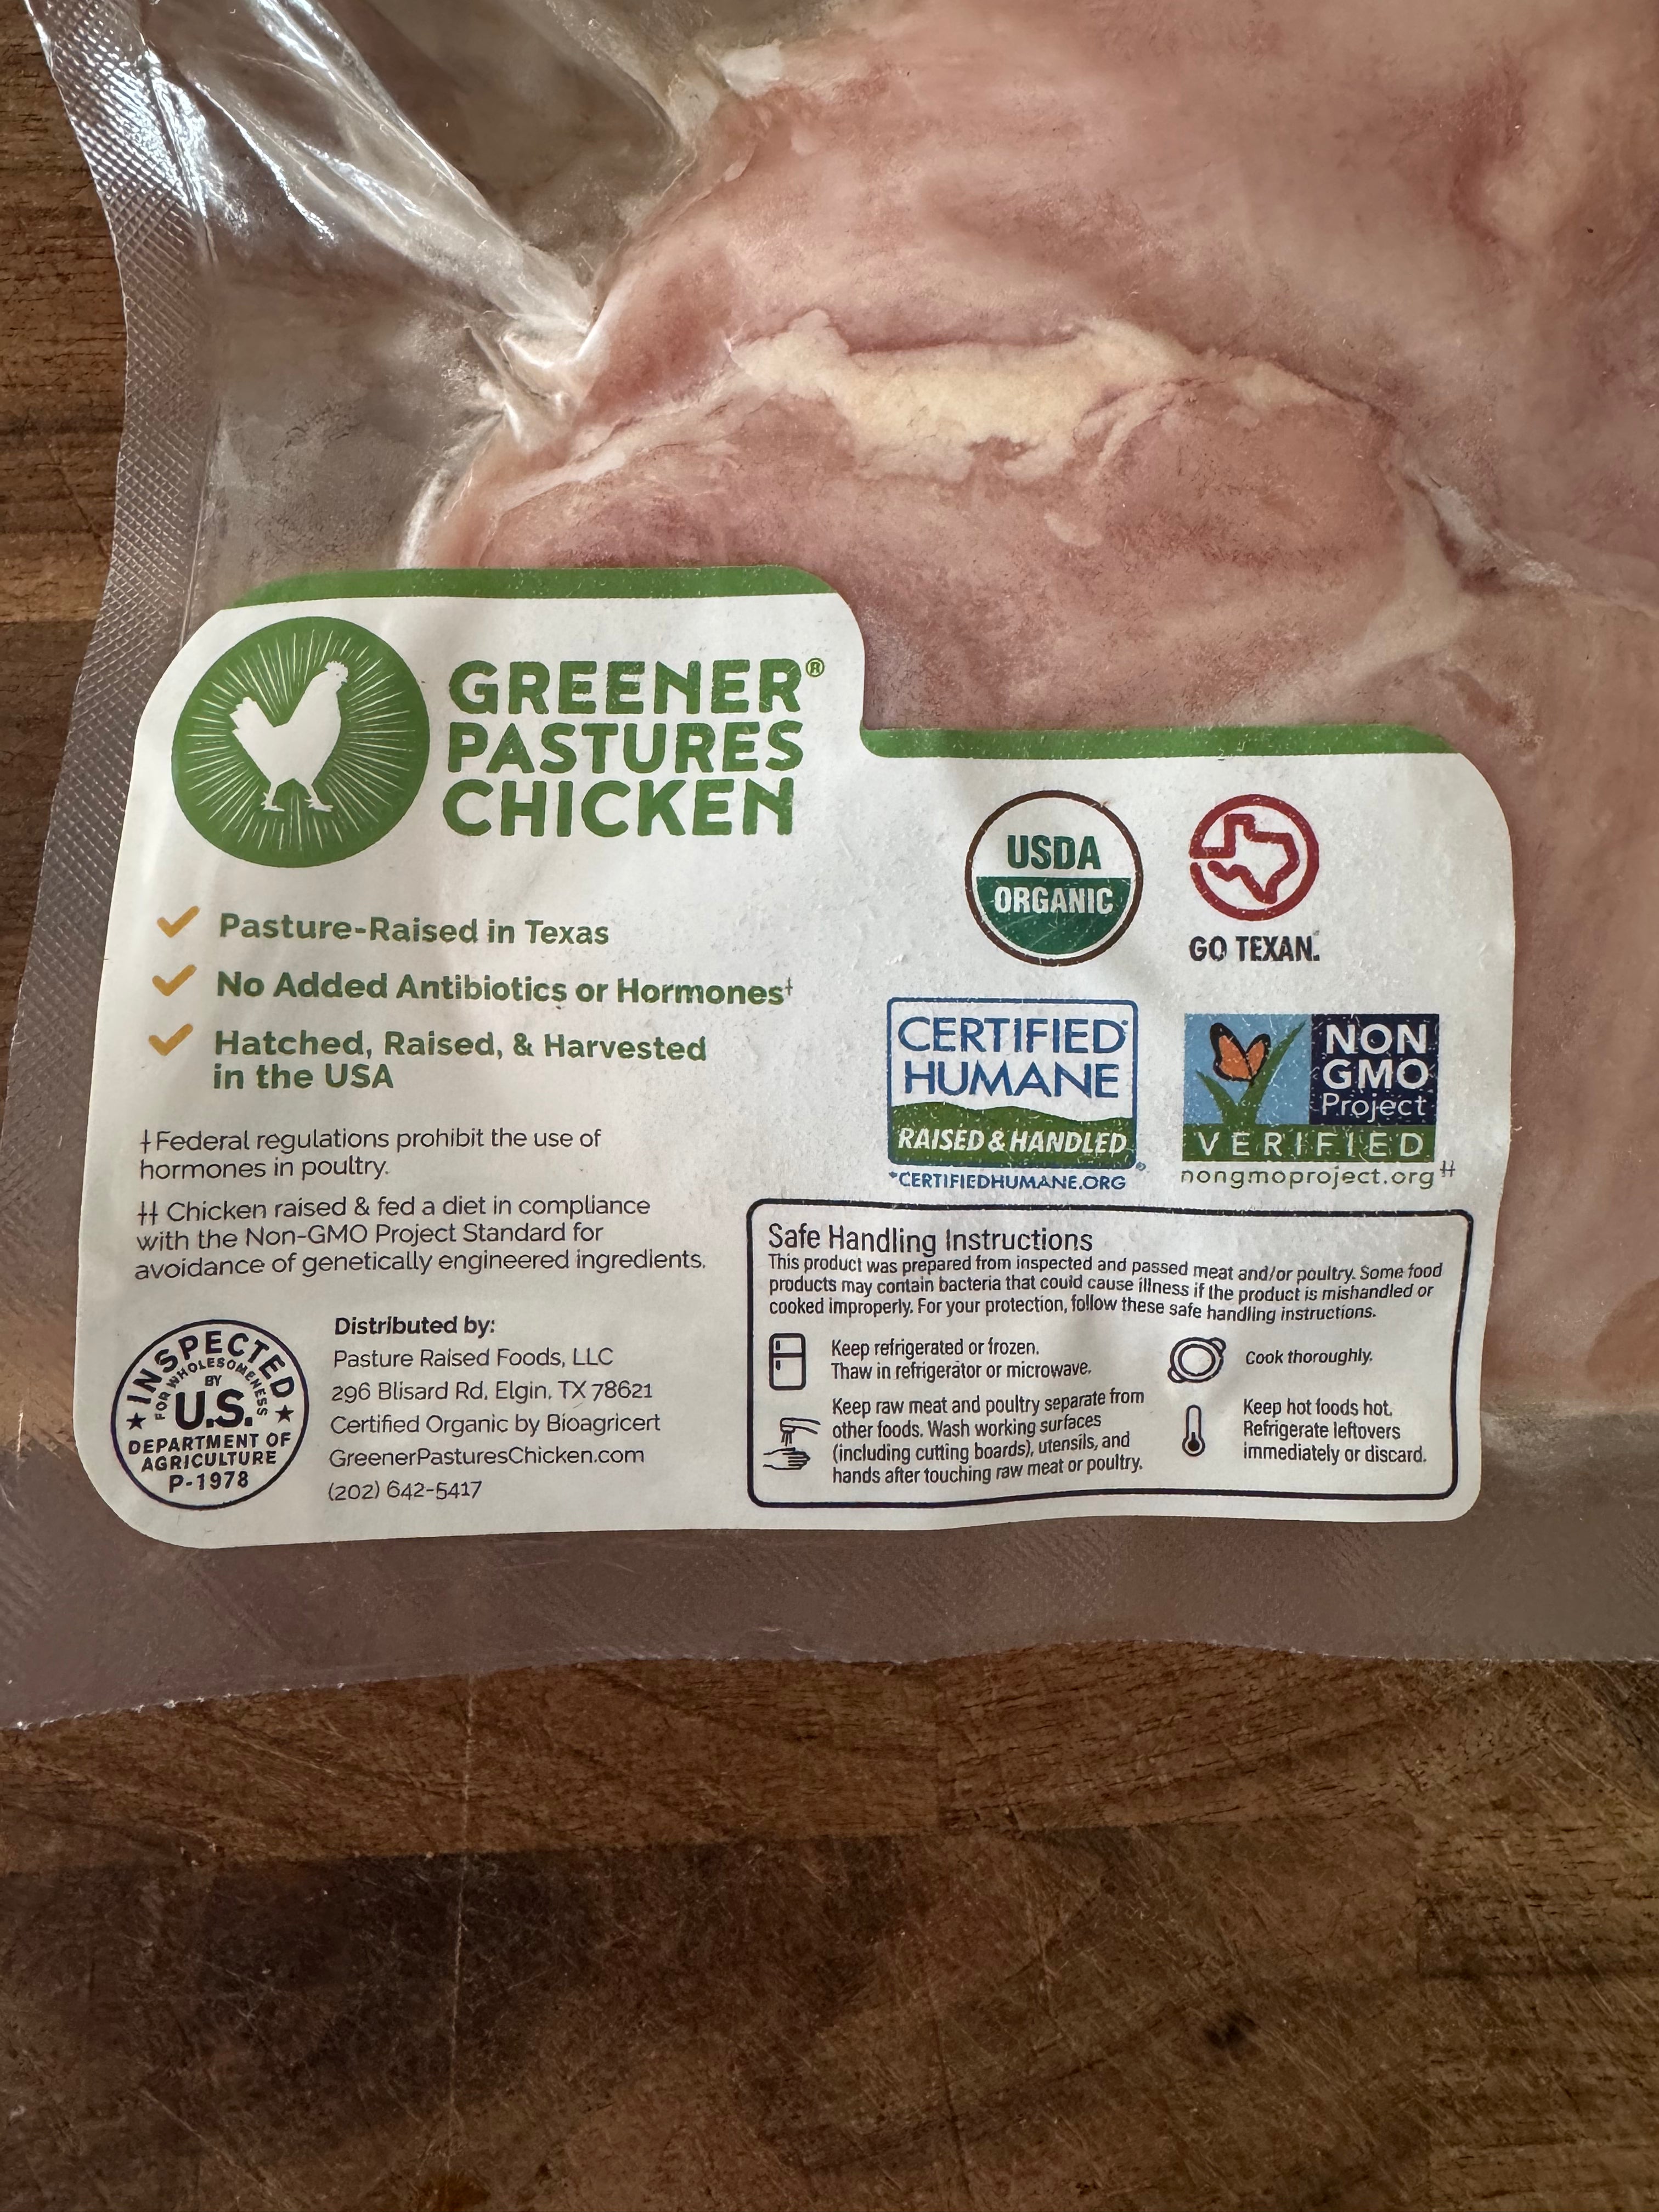 GREENER®
PASTURES
CHICKEN
Pasture-Raised in Texas
No Added Antibiotics or Hormones†
Hatched, Raised, & Harvested
in the USA
† Federal regulations prohibit the use of
hormones in poultry.
†† Chicken raised & fed a diet in compliance
with the Non-GMO Project Standard for
avoidance of genetically engineered ingredients.
INSPECTED
FOR WHOLESOMENESS
BY
U.S.
DEPARTMENT OF
AGRICULTURE
P-1978
Distributed by:
Pasture Raised Foods, LLC
296 Blisard Rd, Elgin, TX 78621
Certified Organic by Bioagricert
GreenerPasturesChicken.com
(202) 642-5417
USDA
ORGANIC
GO TEXAN.
CERTIFIED
HUMANE
RAISED & HANDLED
®
*CERTIFIEDHUMANE.ORG
NON
GMO
Project
VERIFIED
nongmoproject.org††
Safe Handling Instructions
This product was prepared from inspected and passed meat and/or poultry. Some food
products may contain bacteria that could cause illness if the product is mishandled or
cooked improperly. For your protection, follow these safe handling instructions.
Keep refrigerated or frozen.
Thaw in refrigerator or microwave.
Keep raw meat and poultry separate from
other foods. Wash working surfaces
(including cutting boards), utensils, and
hands after touching raw meat or poultry.
Cook thoroughly.
Keep hot foods hot.
Refrigerate leftovers
immediately or discard.